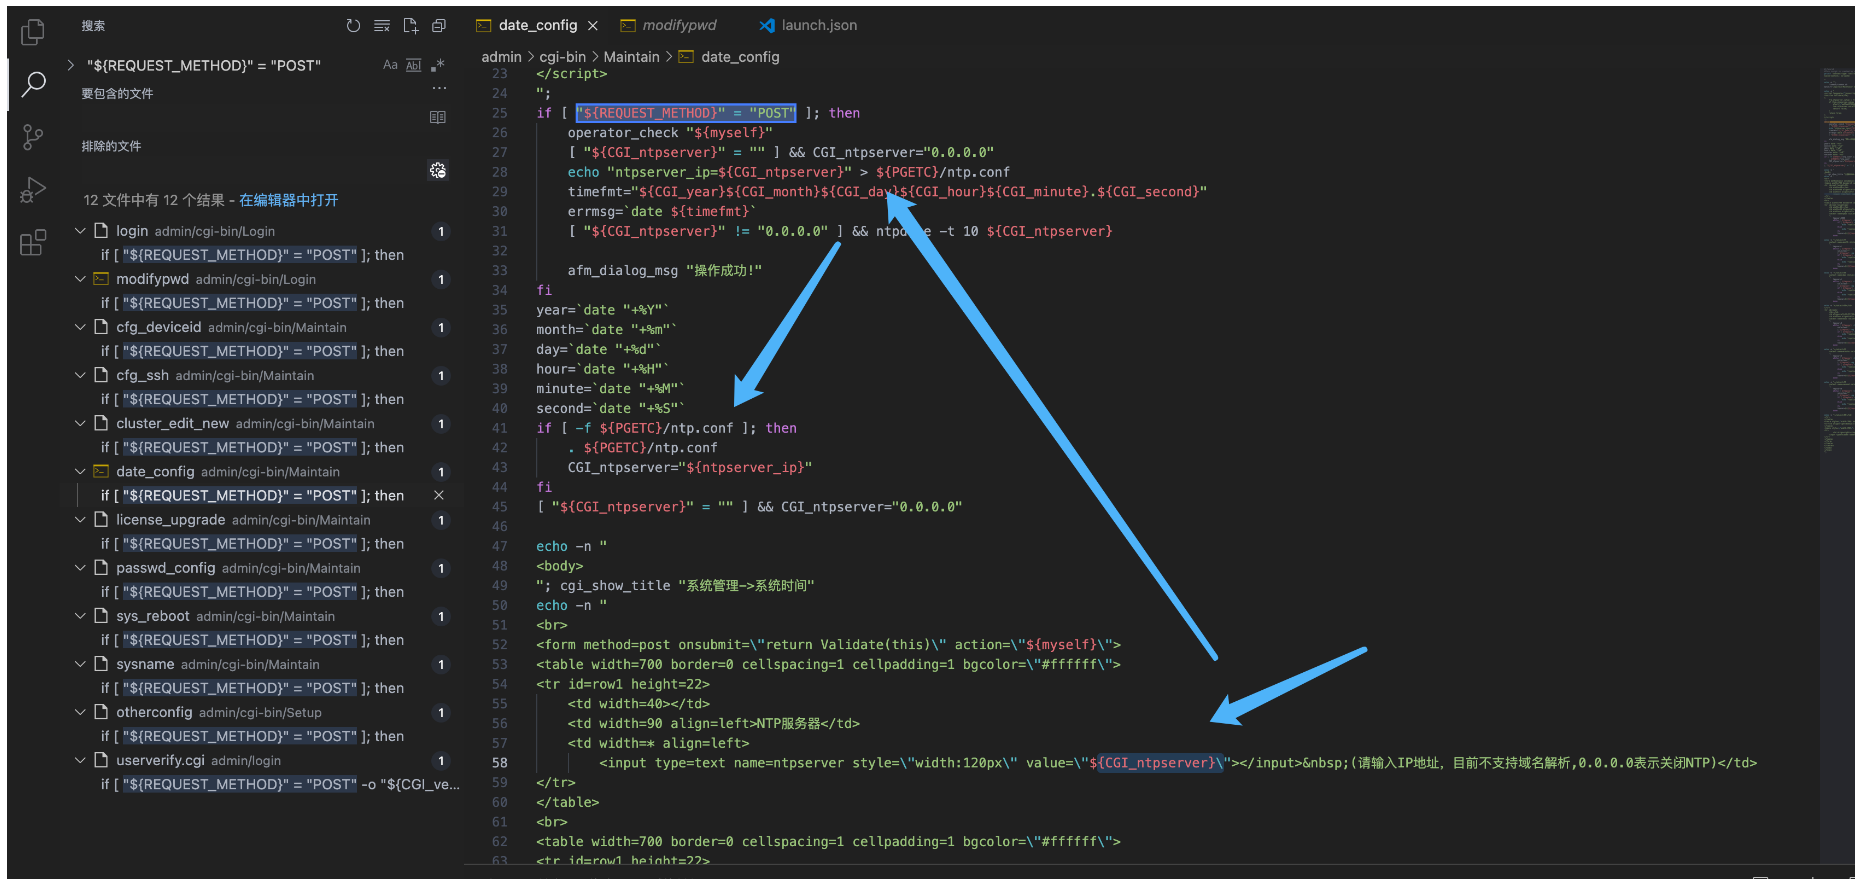 搜索
"${REQUEST_METHOD}" = "POST"
Aa Abl .*
要包含的文件
...
排除的文件
12 文件中有 12 个结果 - 在编辑器中打开
login admin/cgi-bin/Login 1
if [ "${REQUEST_METHOD}" = "POST" ]; then
modifypwd admin/cgi-bin/Login 1
if [ "${REQUEST_METHOD}" = "POST" ]; then
cfg_deviceid admin/cgi-bin/Maintain 1
if [ "${REQUEST_METHOD}" = "POST" ]; then
cfg_ssh admin/cgi-bin/Maintain 1
if [ "${REQUEST_METHOD}" = "POST" ]; then
cluster_edit_new admin/cgi-bin/Maintain 1
if [ "${REQUEST_METHOD}" = "POST" ]; then
date_config admin/cgi-bin/Maintain 1
if [ "${REQUEST_METHOD}" = "POST" ]; then
license_upgrade admin/cgi-bin/Maintain 1
if [ "${REQUEST_METHOD}" = "POST" ]; then
passwd_config admin/cgi-bin/Maintain 1
if [ "${REQUEST_METHOD}" = "POST" ]; then
sys_reboot admin/cgi-bin/Maintain 1
if [ "${REQUEST_METHOD}" = "POST" ]; then
sysname admin/cgi-bin/Maintain 1
if [ "${REQUEST_METHOD}" = "POST" ]; then
otherconfig admin/cgi-bin/Setup 1
if [ "${REQUEST_METHOD}" = "POST" ]; then
userverify.cgi admin/login 1
if [ "${REQUEST_METHOD}" = "POST" -o "${CGI_ve...
date_config modifypwd launch.json
admin > cgi-bin > Maintain > date_config
23 </script>
24 ";
25 if [ "${REQUEST_METHOD}" = "POST" ]; then
26 operator_check "${myself}"
27 [ "${CGI_ntpserver}" = "" ] && CGI_ntpserver="0.0.0.0"
28 echo "ntpserver_ip=${CGI_ntpserver}" > ${PGETC}/ntp.conf
29 timefmt="${CGI_year}${CGI_month}${CGI_day}${CGI_hour}${CGI_minute}.${CGI_second}"
30 errmsg=`date ${timefmt}`
31 [ "${CGI_ntpserver}" != "0.0.0.0" ] && ntpd e -t 10 ${CGI_ntpserver}
32
33 afm_dialog_msg "操作成功!"
34 fi
35 year=`date "+%Y"`
36 month=`date "+%m"`
37 day=`date "+%d"`
38 hour=`date "+%H"`
39 minute=`date "+%M"`
40 second=`date "+%S"`
41 if [ -f ${PGETC}/ntp.conf ]; then
42 . ${PGETC}/ntp.conf
43 CGI_ntpserver="${ntpserver_ip}"
44 fi
45 [ "${CGI_ntpserver}" = "" ] && CGI_ntpserver="0.0.0.0"
46
47 echo -n "
48 <body>
49 "; cgi_show_title "系统管理->系统时间"
50 echo -n "
51 <br>
52 <form method=post onsubmit=\"return Validate(this)\" action=\"${myself}\">
53 <table width=700 border=0 cellspacing=1 cellpadding=1 bgcolor=\"#ffffff\">
54 <tr id=row1 height=22>
55 <td width=40></td>
56 <td width=90 align=left>NTP服务器</td>
57 <td width=* align=left>
58 <input type=text name=ntpserver style=\"width:120px\" value=\"${CGI_ntpserver}\"></input>&nbsp;(请输入IP地址, 目前不支持域名解析,0.0.0.0表示关闭NTP)</td>
59 </tr>
60 </table>
61 <br>
62 <table width=700 border=0 cellspacing=1 cellpadding=1 bgcolor=\"#ffffff\">
63 <tr id=row1 height=22>